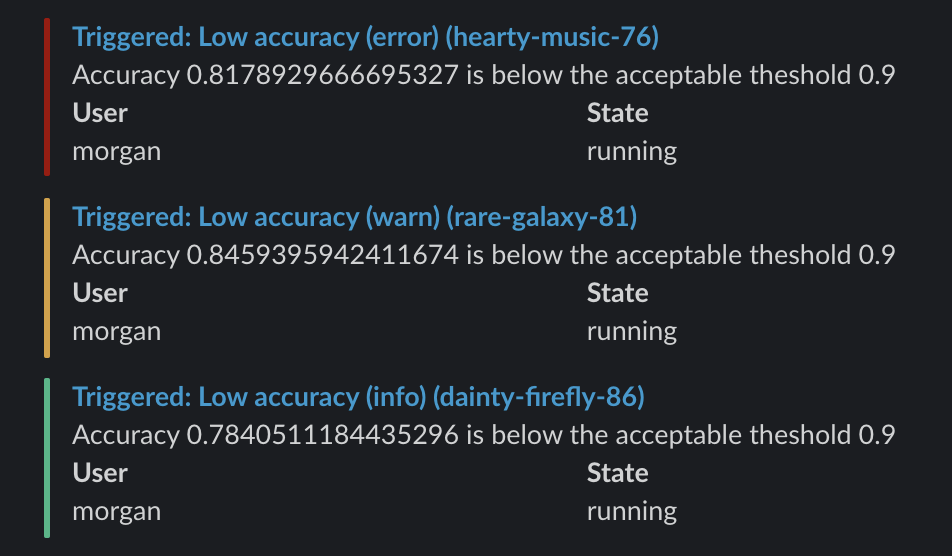 Triggered: Low accuracy (error) (hearty-music-76)
Accuracy 0.8178929666695327 is below the acceptable theshold 0.9
User State
morgan running
Triggered: Low accuracy (warn) (rare-galaxy-81)
Accuracy 0.8459395942411674 is below the acceptable theshold 0.9
User State
morgan running
Triggered: Low accuracy (info) (dainty-firefly-86)
Accuracy 0.7840511184435296 is below the acceptable theshold 0.9
User State
morgan running